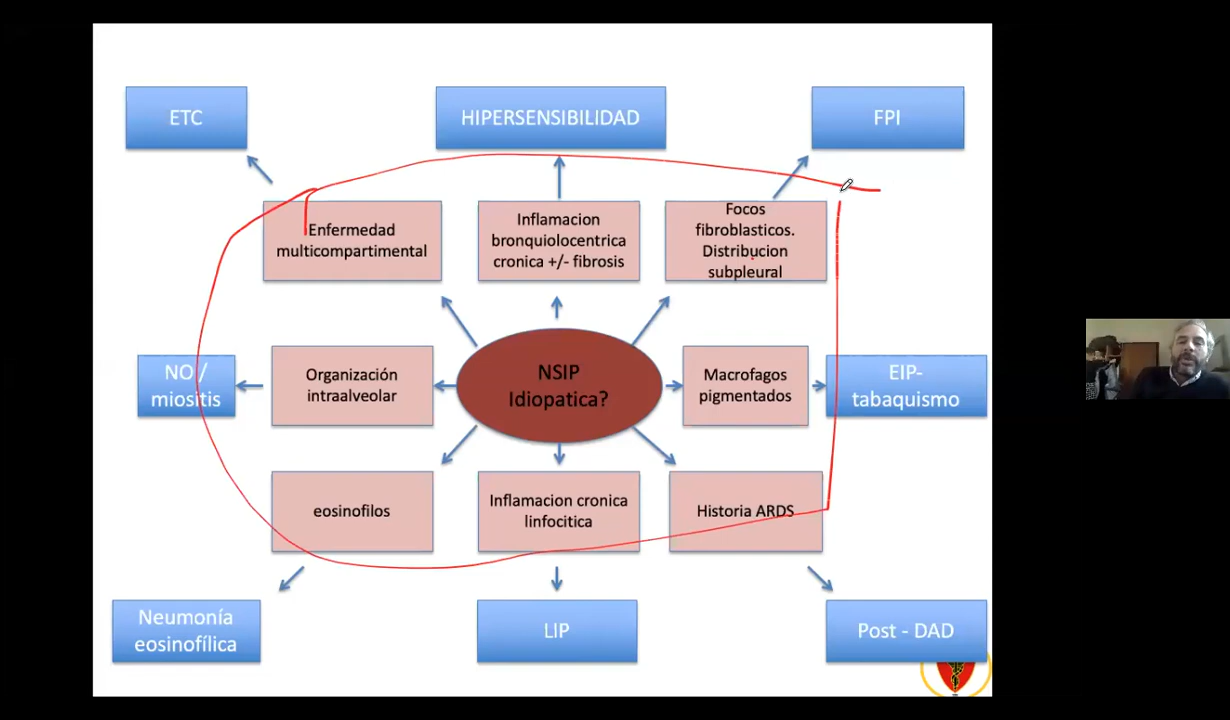 ETC
HIPERSENSIBILIDAD
FPI
Enfermedad
multicompartimental
Inflamacion
bronquiolocentrica
cronica +/- fibrosis
Focos
fibroblasticos.
Distribucion
subpleural
NO /
miositis
Organización
intraalveolar
NSIP
Idiopatica?
Macrofagos
pigmentados
EIP-
tabaquismo
eosinofilos
Inflamacion cronica
linfocitica
Historia ARDS
Neumonía
eosinofílica
LIP
Post - DAD